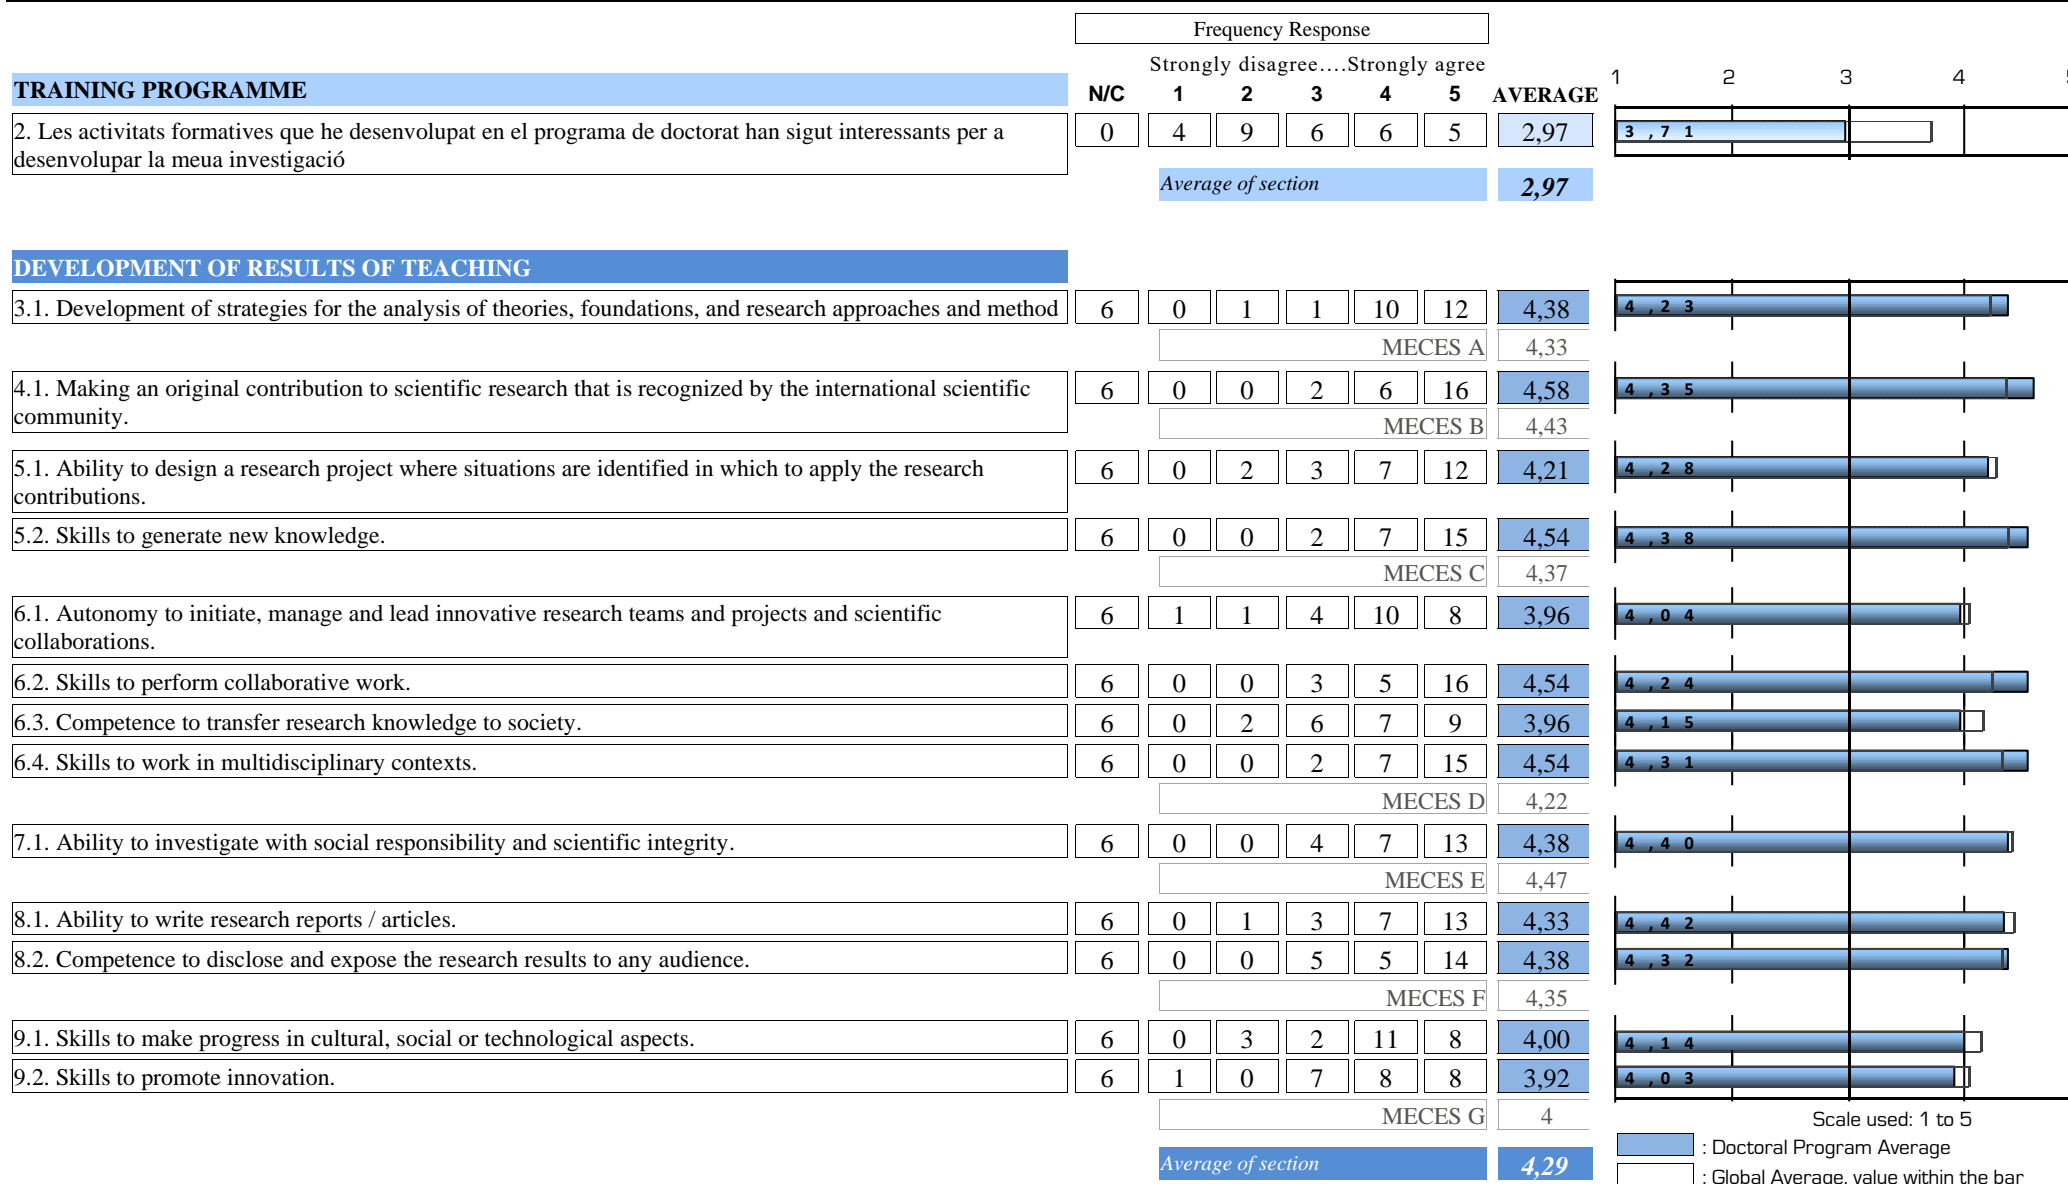 Frequency Response
Strongly disagree....Strongly agree
1 2 3 4 5
TRAINING PROGRAMME N/C 1 2 3 4 5 AVERAGE
2. Les activitats formatives que he desenvolupat en el programa de doctorat han sigut interessants per a 0 4 9 6 6 5 2,97 3,71
desenvolupar la meua investigació
Average of section 2,97
DEVELOPMENT OF RESULTS OF TEACHING
3.1. Development of strategies for the analysis of theories, foundations, and research approaches and method 6 0 1 1 10 12 4,38 4,23
MECES A 4,33
4.1. Making an original contribution to scientific research that is recognized by the international scientific 6 0 0 2 6 16 4,58 4,35
community.
MECES B 4,43
5.1. Ability to design a research project where situations are identified in which to apply the research 6 0 2 3 7 12 4,21 4,28
contributions.
5.2. Skills to generate new knowledge. 6 0 0 2 7 15 4,54 4,38
MECES C 4,37
6.1. Autonomy to initiate, manage and lead innovative research teams and projects and scientific 6 1 1 4 10 8 3,96 4,04
collaborations.
6.2. Skills to perform collaborative work. 6 0 0 3 5 16 4,54 4,24
6.3. Competence to transfer research knowledge to society. 6 0 2 6 7 9 3,96 4,15
6.4. Skills to work in multidisciplinary contexts. 6 0 0 2 7 15 4,54 4,31
MECES D 4,22
7.1. Ability to investigate with social responsibility and scientific integrity. 6 0 0 4 7 13 4,38 4,40
MECES E 4,47
8.1. Ability to write research reports / articles. 6 0 1 3 7 13 4,33 4,42
8.2. Competence to disclose and expose the research results to any audience. 6 0 0 5 5 14 4,38 4,32
MECES F 4,35
9.1. Skills to make progress in cultural, social or technological aspects. 6 0 3 2 11 8 4,00 4,14
9.2. Skills to promote innovation. 6 1 0 7 8 8 3,92 4,03
MECES G 4
Scale used: 1 to 5
: Doctoral Program Average
Average of section 4,29
: Global Average, value within the bar